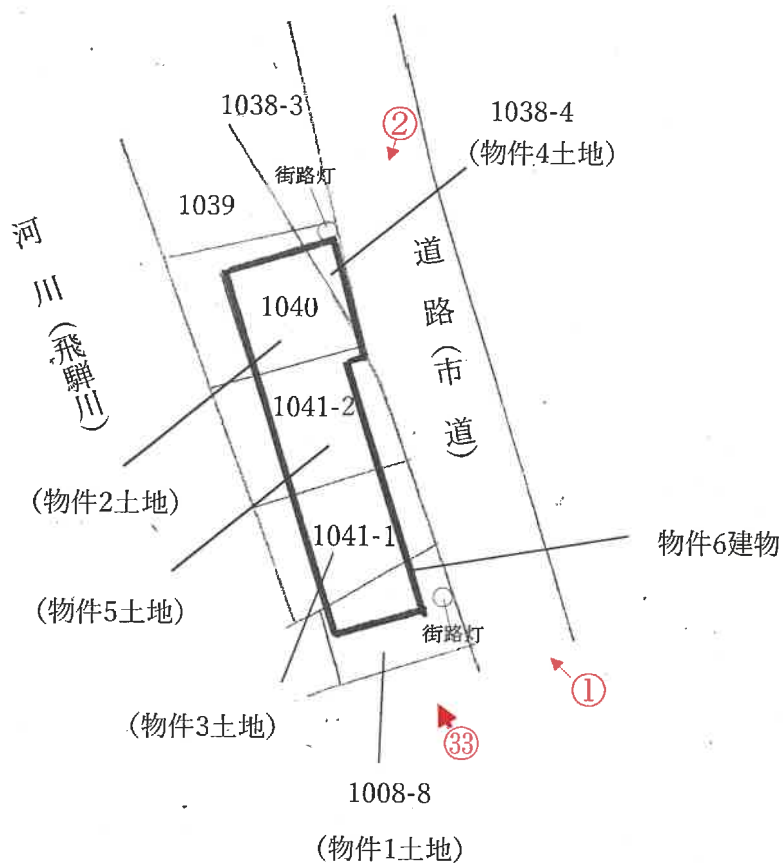 1038-3
②
1038-4
(物件4土地)
街路灯
1039
河川(飛騨川)
道路(市道)
1040
1041-2
(物件2土地)
1041-1
物件6建物
(物件5土地)
街路灯
①
(物件3土地)
㉝
1008-8
(物件1土地)